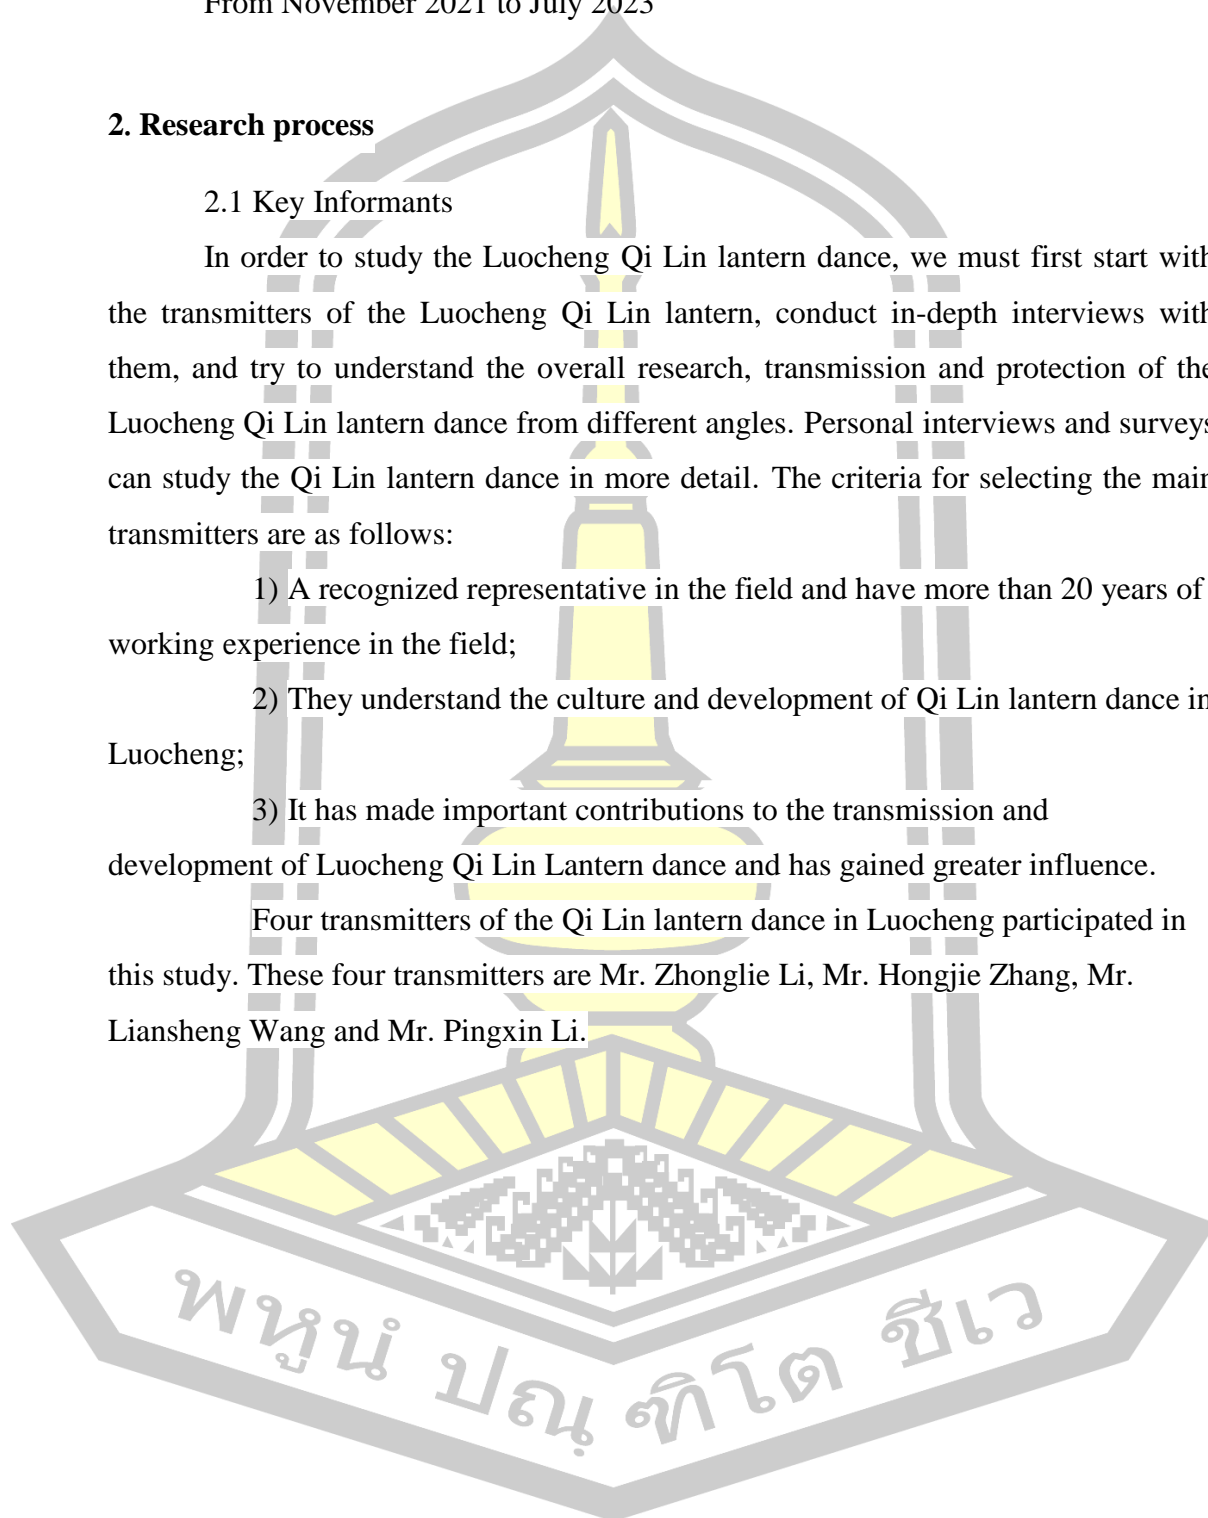 From November 2021 to July 2023
2. Research process
2.1 Key Informants
In order to study the Luocheng Qi Lin lantern dance, we must first start with
the transmitters of the Luocheng Qi Lin lantern, conduct in-depth interviews with
them, and try to understand the overall research, transmission and protection of the
Luocheng Qi Lin lantern dance from different angles. Personal interviews and surveys
can study the Qi Lin lantern dance in more detail. The criteria for selecting the main
transmitters are as follows:
1) A recognized representative in the field and have more than 20 years of
working experience in the field;
2) They understand the culture and development of Qi Lin lantern dance in
Luocheng;
3) It has made important contributions to the transmission and
development of Luocheng Qi Lin Lantern dance and has gained greater influence.
Four transmitters of the Qi Lin lantern dance in Luocheng participated in
this study. These four transmitters are Mr. Zhonglie Li, Mr. Hongjie Zhang, Mr.
Liansheng Wang and Mr. Pingxin Li.
พหูนํ ปณฺฑิโต ชีเว